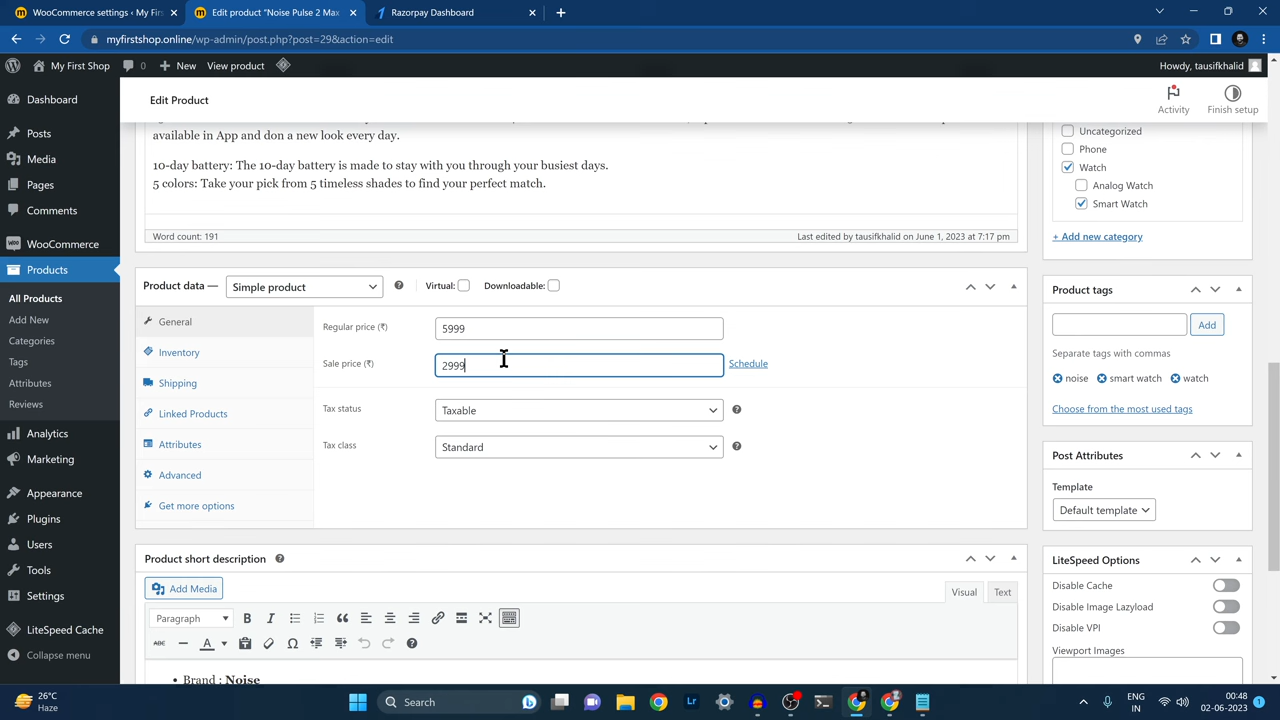 WooCommerce settings ‹ My First
Edit product "Noise Pulse 2 Max
Razorpay Dashboard
myfirstshop.online/wp-admin/post.php?post=29&action=edit
My First Shop
0
New
View product
Howdy, tausifkhalid
Dashboard
Posts
Media
Pages
Comments
WooCommerce
Products
All Products
Add New
Categories
Tags
Attributes
Reviews
Analytics
Marketing
Appearance
Plugins
Users
Tools
Settings
LiteSpeed Cache
Collapse menu
Edit Product
Activity
Finish setup
available in App and don a new look every day.
10-day battery: The 10-day battery is made to stay with you through your busiest days.
5 colors: Take your pick from 5 timeless shades to find your perfect match.
Word count: 191
Last edited by tausifkhalid on June 1, 2023 at 7:17 pm
Product data —
Simple product
Virtual:
Downloadable:
General
Inventory
Shipping
Linked Products
Attributes
Advanced
Get more options
Regular price (₹)
5999
Sale price (₹)
2999
Schedule
Tax status
Taxable
Tax class
Standard
Product short description
Add Media
Visual
Text
Paragraph
B
I
ABC
A
• Brand : Noise
Uncategorized
Phone
Watch
Analog Watch
Smart Watch
+ Add new category
Product tags
Add
Separate tags with commas
noise
smart watch
watch
Choose from the most used tags
Post Attributes
Template
Default template
LiteSpeed Options
Disable Cache
Disable Image Lazyload
Disable VPI
Viewport Images
26°C
Haze
Search
Lr
ENG
IN
00:48
02-06-2023